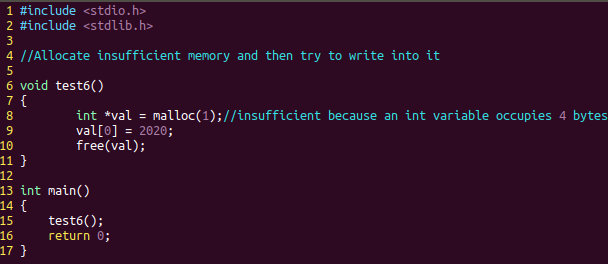 1 #include <stdio.h>
2 #include <stdlib.h>
3
4 //Allocate insufficient memory and then try to write into it
5
6 void test6()
7 {
8         int *val = malloc(1);//insufficient because an int variable occupies 4 bytes
9         val[0] = 2020;
10         free(val);
11 }
12
13 int main()
14 {
15     test6();
16     return 0;
17 }